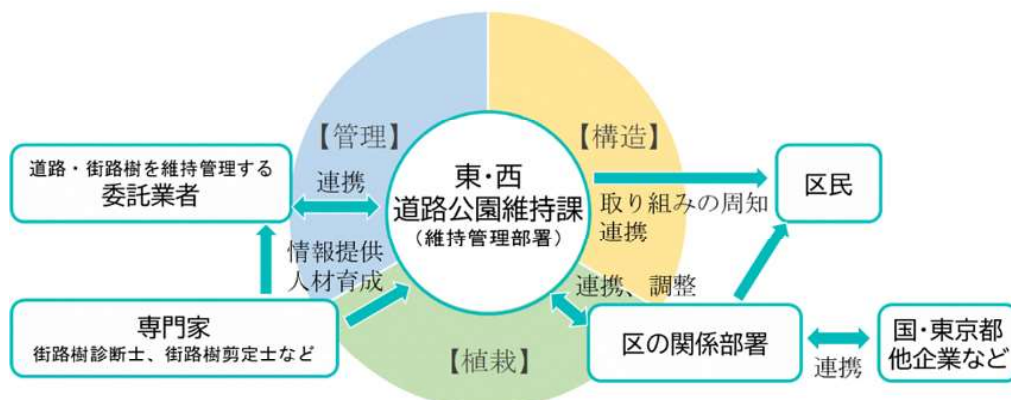 【管理】
【構造】
道路・街路樹を維持管理する
委託業者
連携
東・西
道路公園維持課
（維持管理部署）
取り組みの周知
連携
区民
情報提供
人材育成
連携、調整
専門家
街路樹診断士、街路樹剪定士など
【植栽】
区の関係部署
連携
国・東京都
他企業など